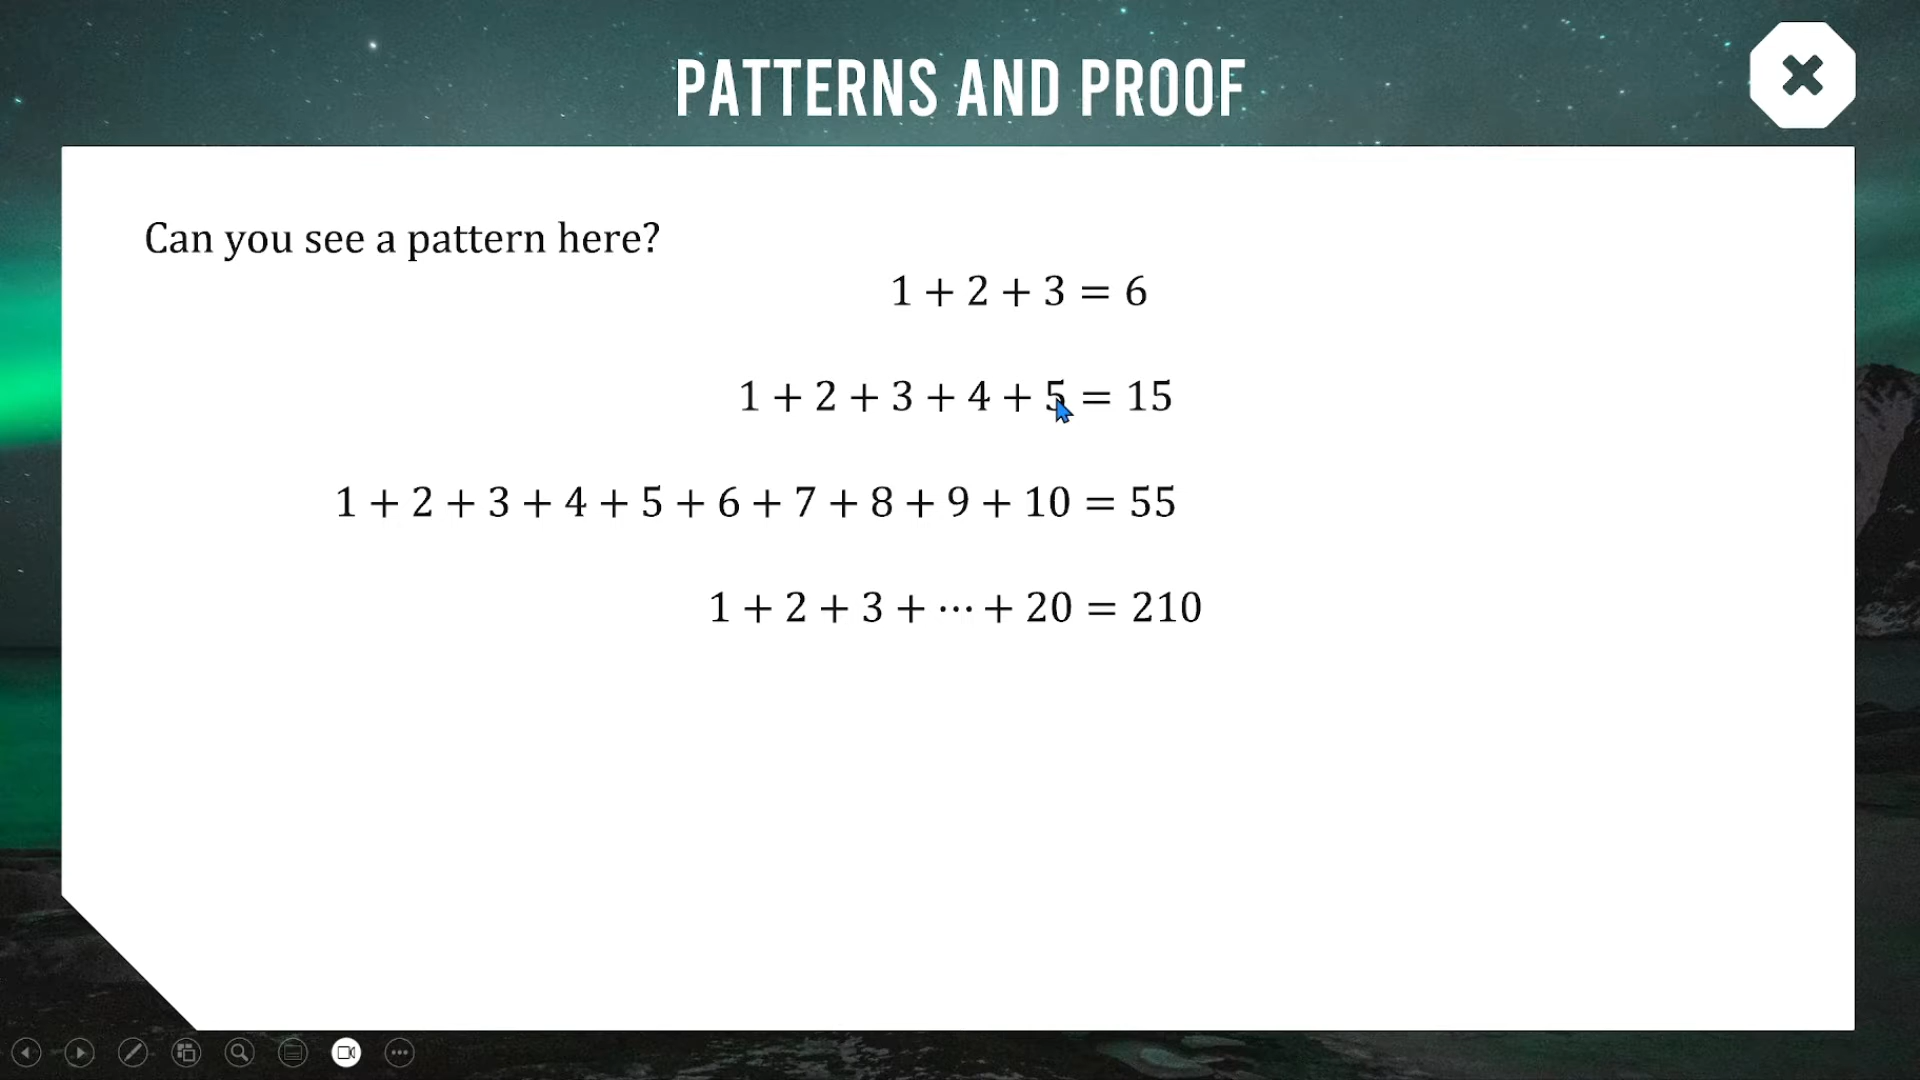 PATTERNS AND PROOF
Can you see a pattern here?
1 + 2 + 3 = 6
1 + 2 + 3 + 4 + 5 = 15
1 + 2 + 3 + 4 + 5 + 6 + 7 + 8 + 9 + 10 = 55
1 + 2 + 3 + ⋯ + 20 = 210